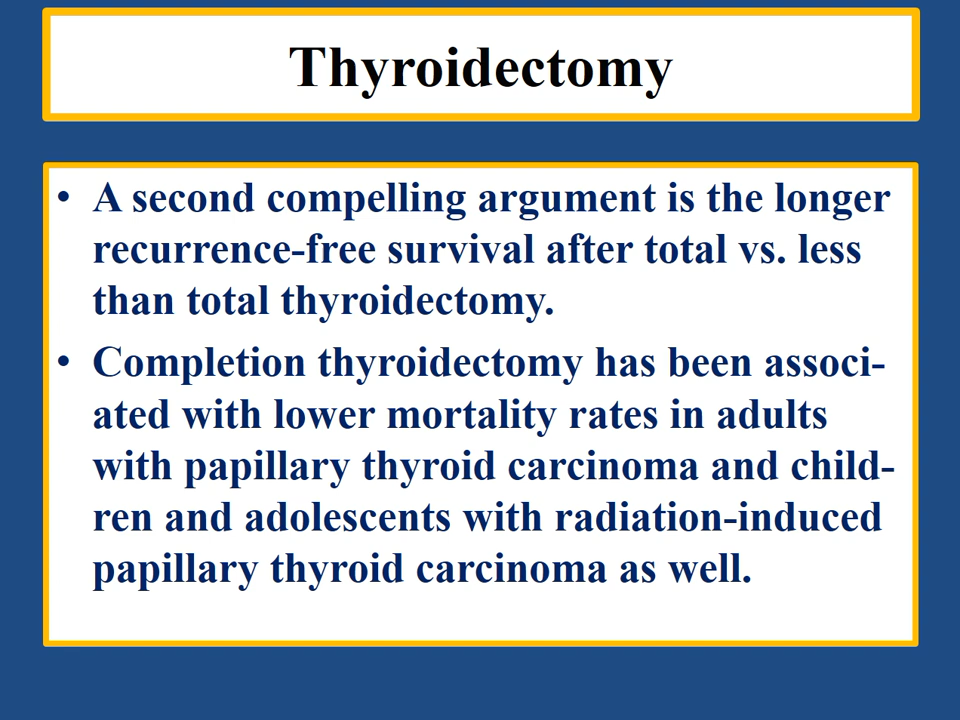 Thyroidectomy
• A second compelling argument is the longer
recurrence-free survival after total vs. less
than total thyroidectomy.
• Completion thyroidectomy has been associ-
ated with lower mortality rates in adults
with papillary thyroid carcinoma and child-
ren and adolescents with radiation-induced
papillary thyroid carcinoma as well.